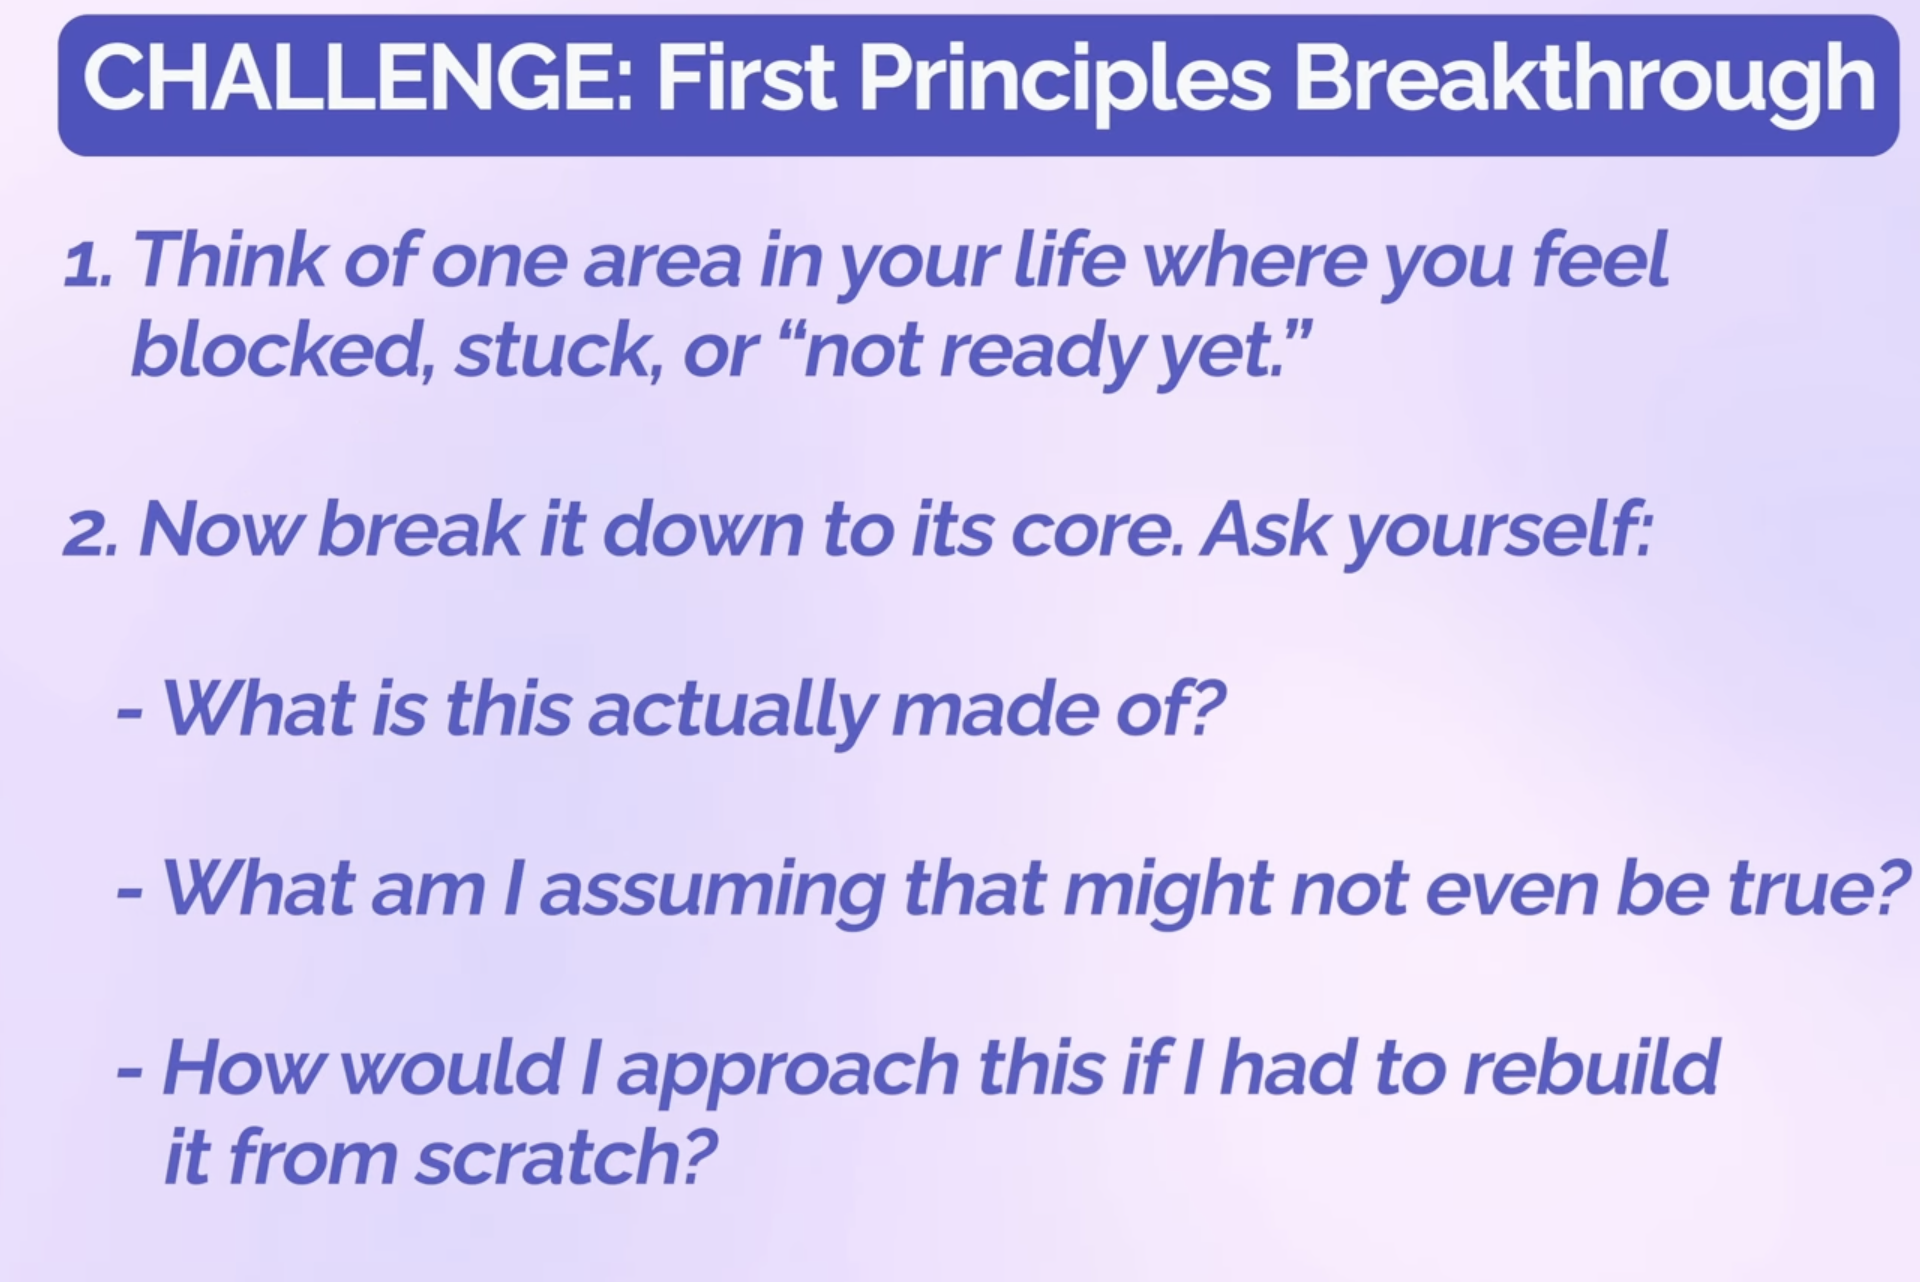 CHALLENGE: First Principles Breakthrough
1. Think of one area in your life where you feel
blocked, stuck, or “not ready yet.”
2. Now break it down to its core. Ask yourself:
- What is this actually made of?
- What am I assuming that might not even be true?
- How would I approach this if I had to rebuild
it from scratch?